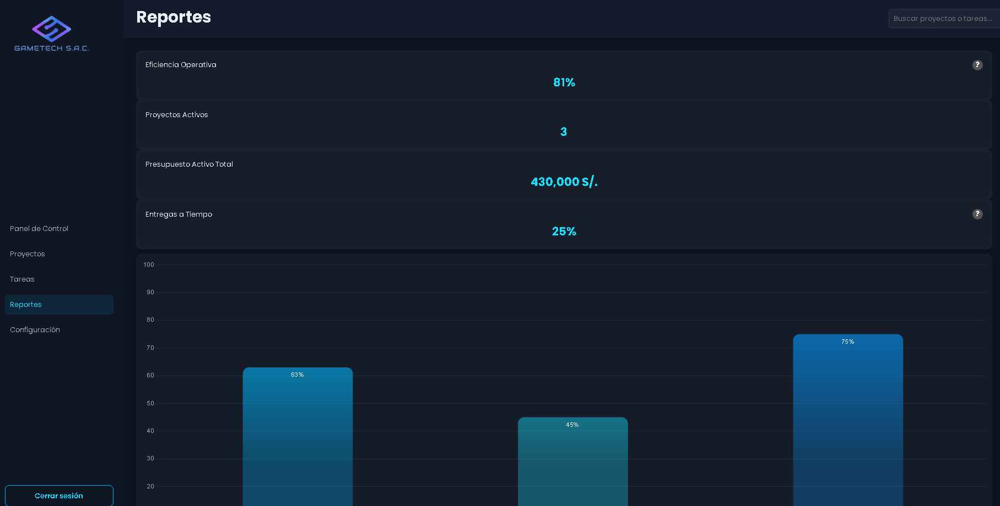 GAMETECH S.A.C.
Panel de Control
Proyectos
Tareas
Reportes
Configuración
Cerrar sesión
Reportes
Buscar proyectos o tareas...
Eficiencia Operativa
?
81%
Proyectos Activos
3
Presupuesto Activo Total
430,000 S/.
Entregas a Tiempo
?
25%
100
90
80
70
60
50
40
30
20
63%
45%
75%